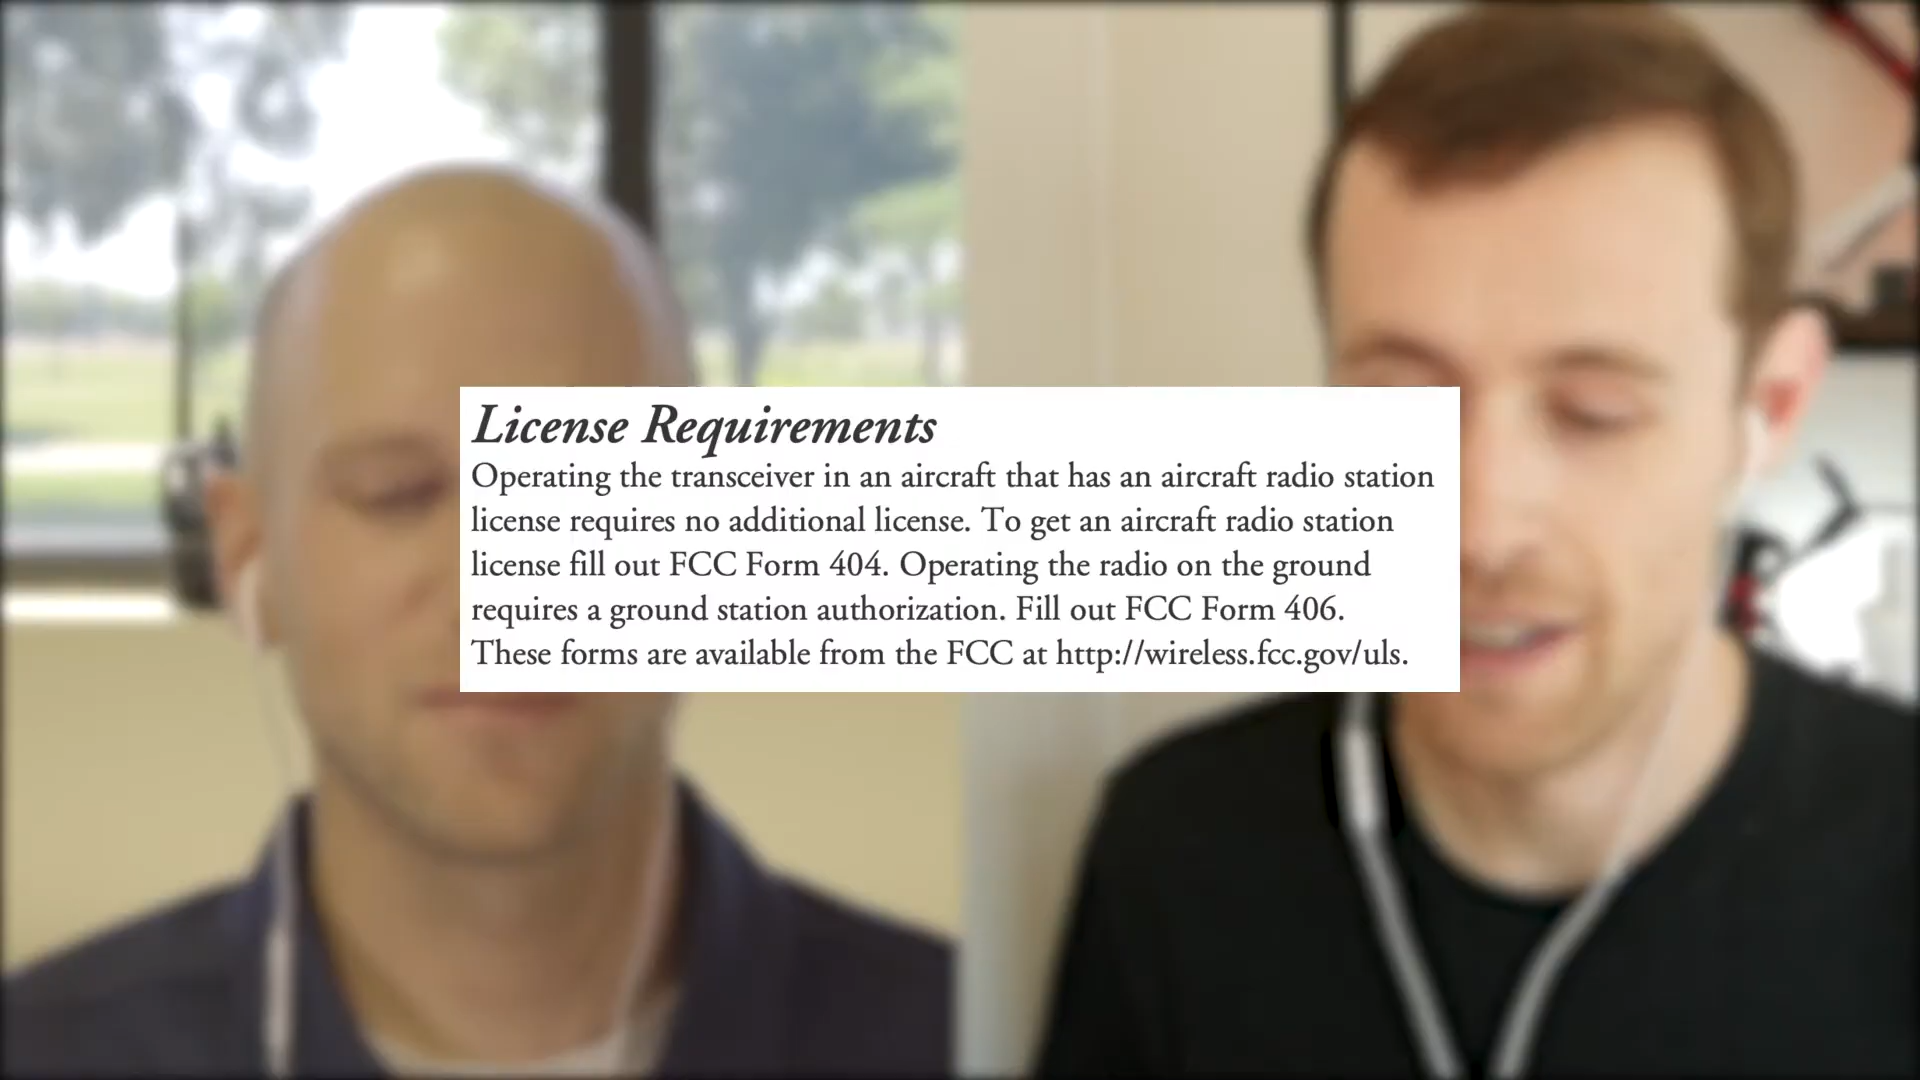 License Requirements
Operating the transceiver in an aircraft that has an aircraft radio station
license requires no additional license. To get an aircraft radio station
license fill out FCC Form 404. Operating the radio on the ground
requires a ground station authorization. Fill out FCC Form 406.
These forms are available from the FCC at http://wireless.fcc.gov/uls.